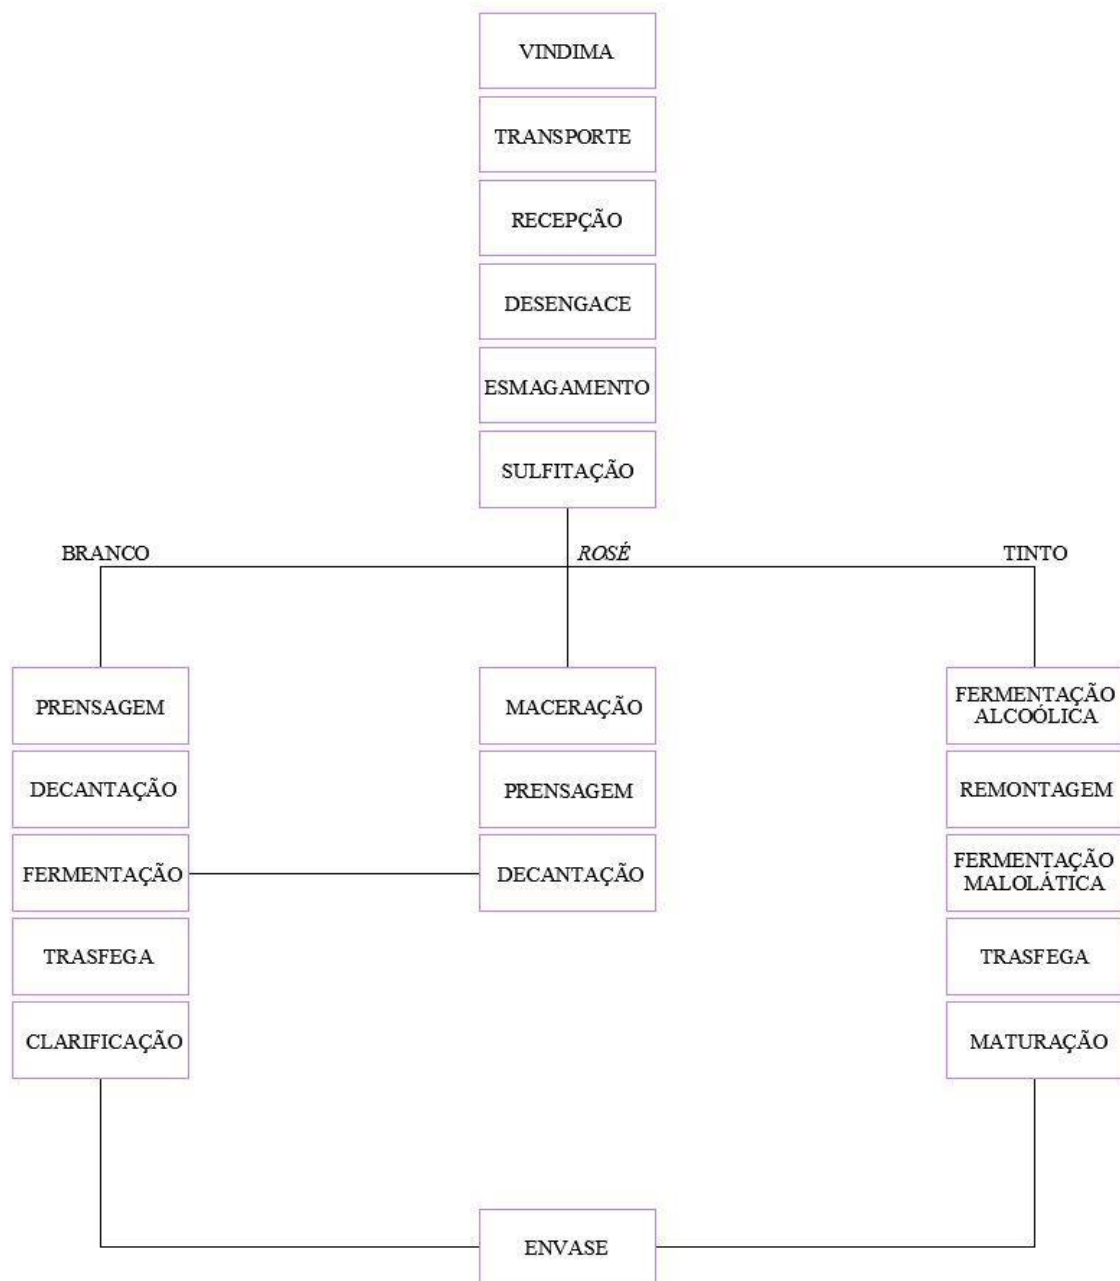 VINDIMA
TRANSPORTE
RECEPÇÃO
DESENGACE
ESMAGAMENTO
SULFITAÇÃO
BRANCO
ROSÉ
TINTO
PRENSAGEM
DECANTAÇÃO
FERMENTAÇÃO
TRASFEGA
CLARIFICAÇÃO
MACERAÇÃO
PRENSAGEM
DECANTAÇÃO
FERMENTAÇÃO
ALCOÓLICA
REMONTAGEM
FERMENTAÇÃO
MALOLÁTICA
TRASFEGA
MATURAÇÃO
ENVASE